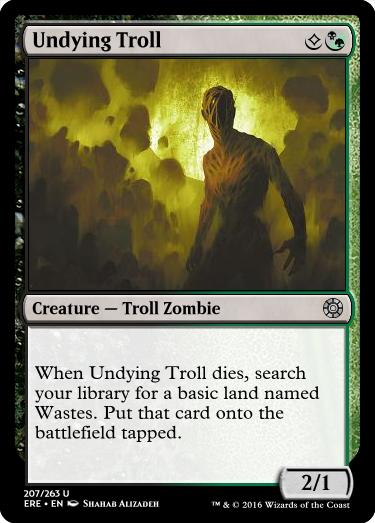 Undying Troll
Creature — Troll Zombie
When Undying Troll dies, search
your library for a basic land named
Wastes. Put that card onto the
battlefield tapped.
2/1
207/263 U
ERE • EN Shahab Alizadeh
™ & © 2016 Wizards of the Coast